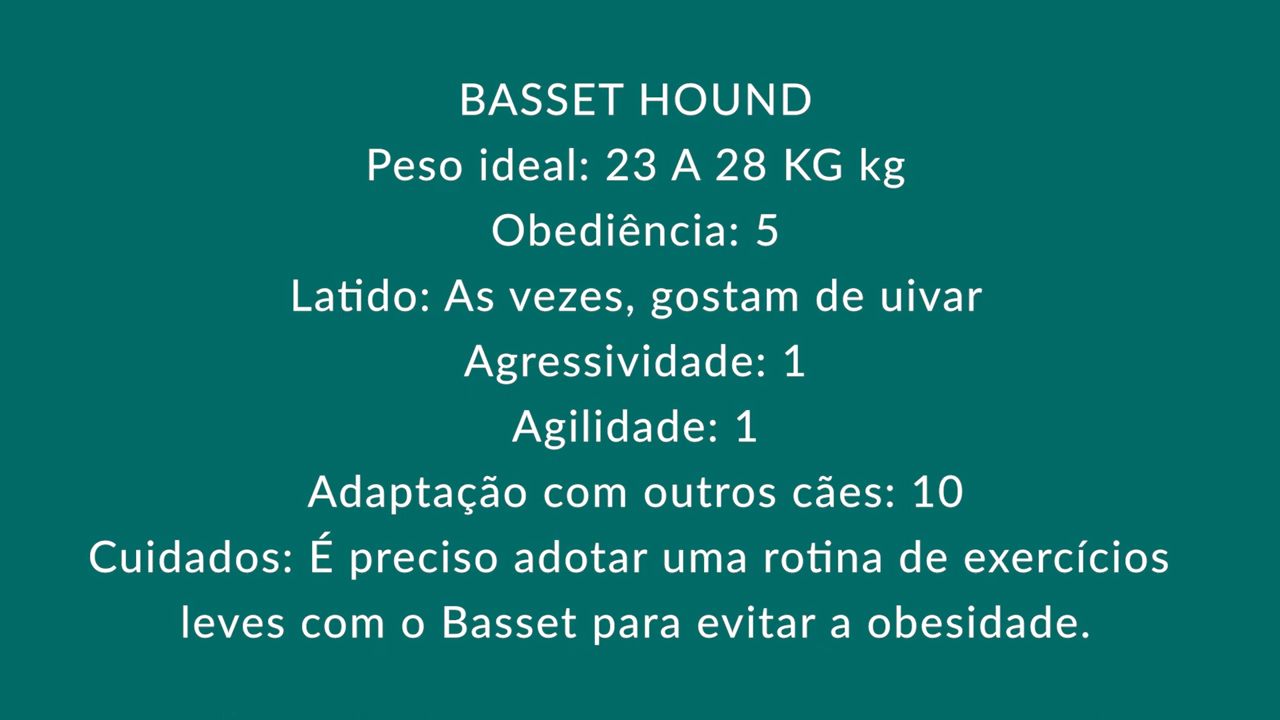 BASSET HOUND
Peso ideal: 23 A 28 KG kg
Obediência: 5
Latido: As vezes, gostam de uivar
Agressividade: 1
Agilidade: 1
Adaptação com outros cães: 10
Cuidados: É preciso adotar uma rotina de exercícios
leves com o Basset para evitar a obesidade.